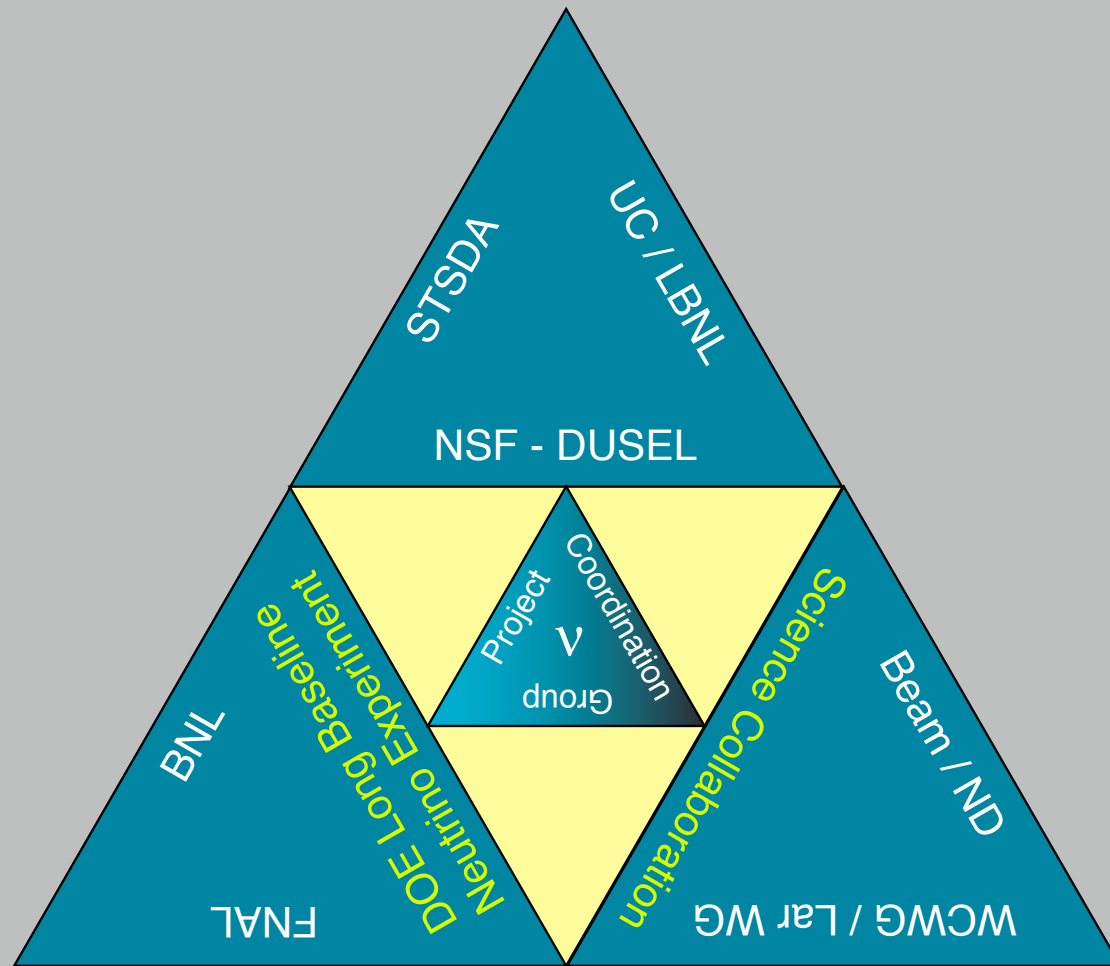 STSDA
UC / LBNL
NSF - DUSEL
Project
Coordination
Group
ν
BNL
DOE Long Baseline
Neutrino Experiment
FNAL
Science Collaboration
Beam / ND
WCWG / Lar WG